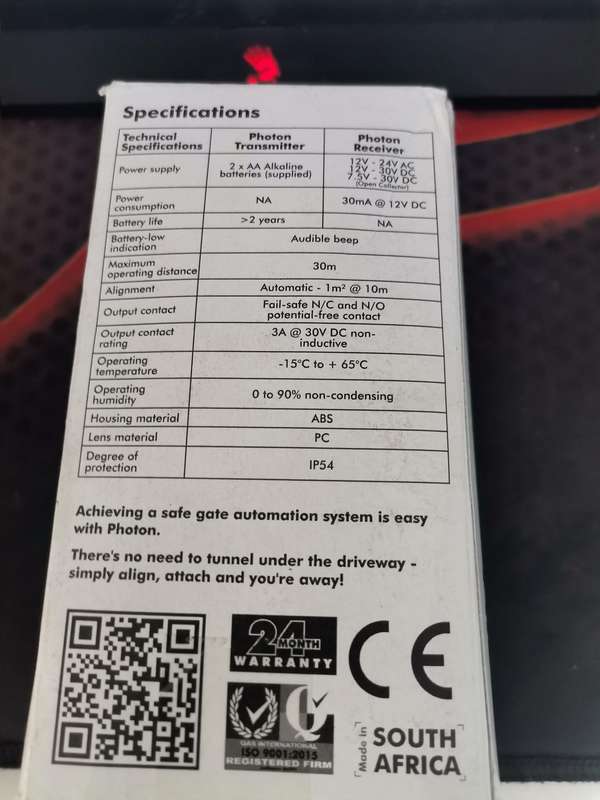 Specifications
Technical Specifications
Photon Transmitter
Photon Receiver
Power supply
2 x AA Alkaline
batteries (supplied)
12V - 24V AC
12V - 30V DC
7.5V - 30V DC
(Open Collector)
Power
consumption
NA
30mA @ 12V DC
Battery life
>2 years
NA
Battery-low
indication
Audible beep
Maximum
operating distance
30m
Alignment
Automatic - 1m² @ 10m
Output contact
Fail-safe N/C and N/O
potential-free contact
Output contact
rating
3A @ 30V DC non-
inductive
Operating
temperature
-15°C to + 65°C
Operating
humidity
0 to 90% non-condensing
Housing material
ABS
Lens material
PC
Degree of
protection
IP54
Achieving a safe gate automation system is easy
with Photon.
There's no need to tunnel under the driveway -
simply align, attach and you're away!
24
MONTH
WARRANTY
CE
QAS INTERNATIONAL
ISO 9001:2015
REGISTERED FIRM
Made in
SOUTH
AFRICA